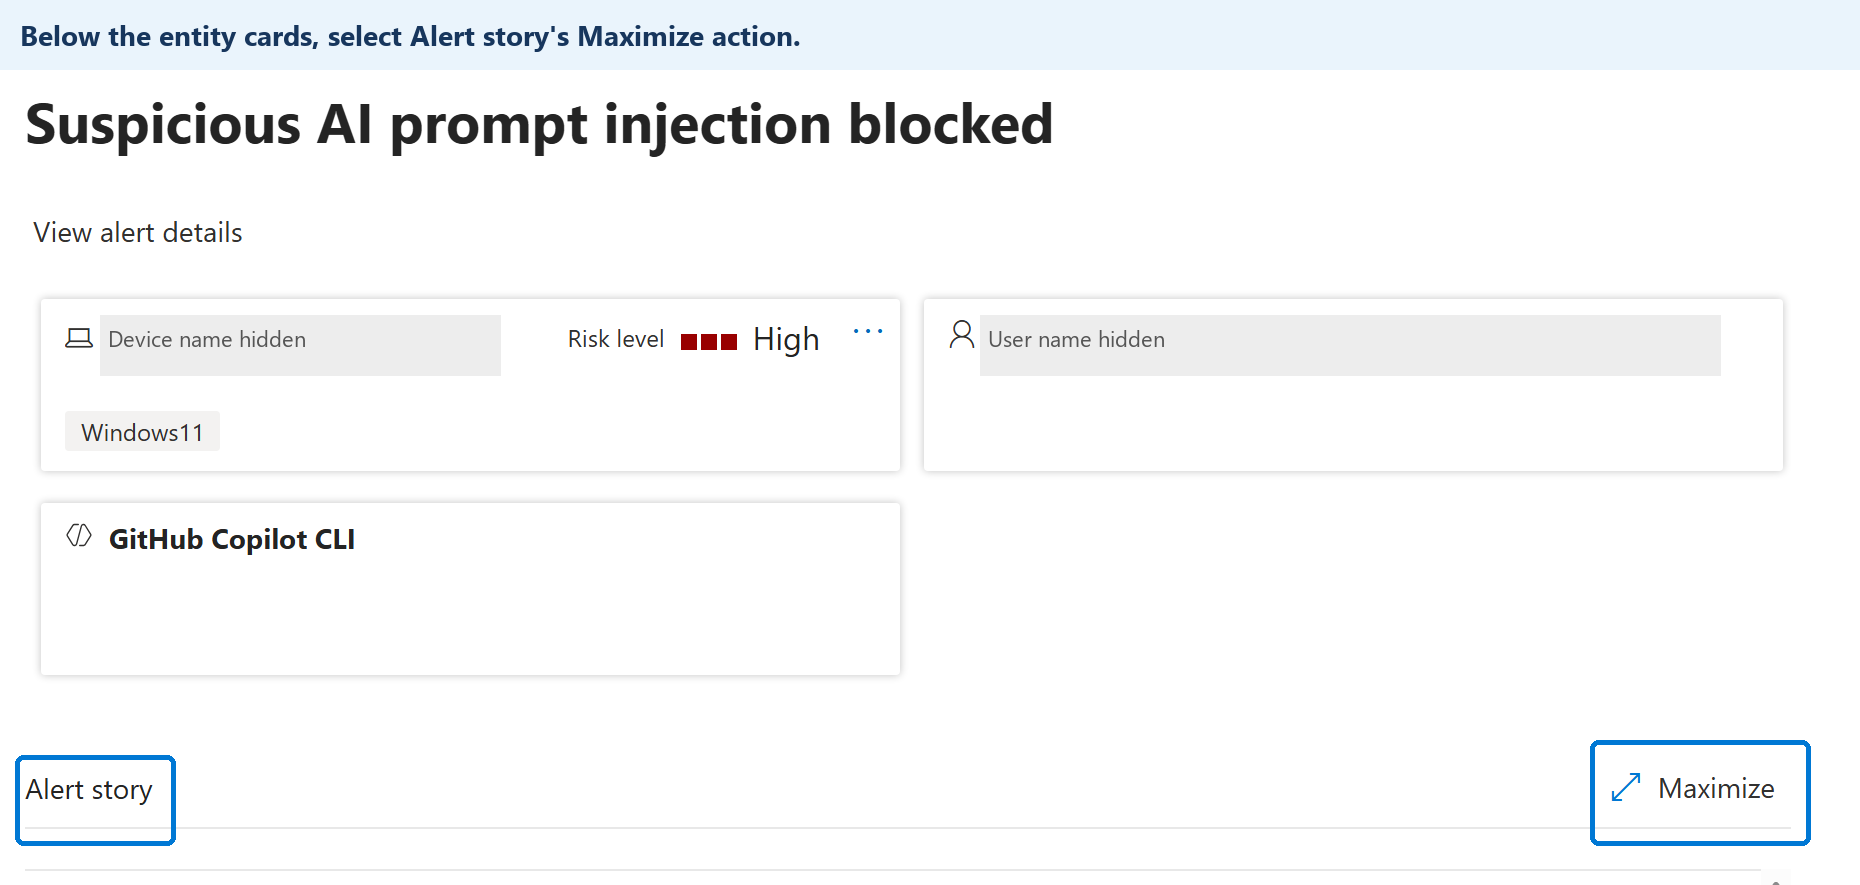 Below the entity cards, select Alert story's Maximize action.
Suspicious AI prompt injection blocked
View alert details
Device name hidden
Risk level High
Windows11
User name hidden
GitHub Copilot CLI
Alert story
Maximize